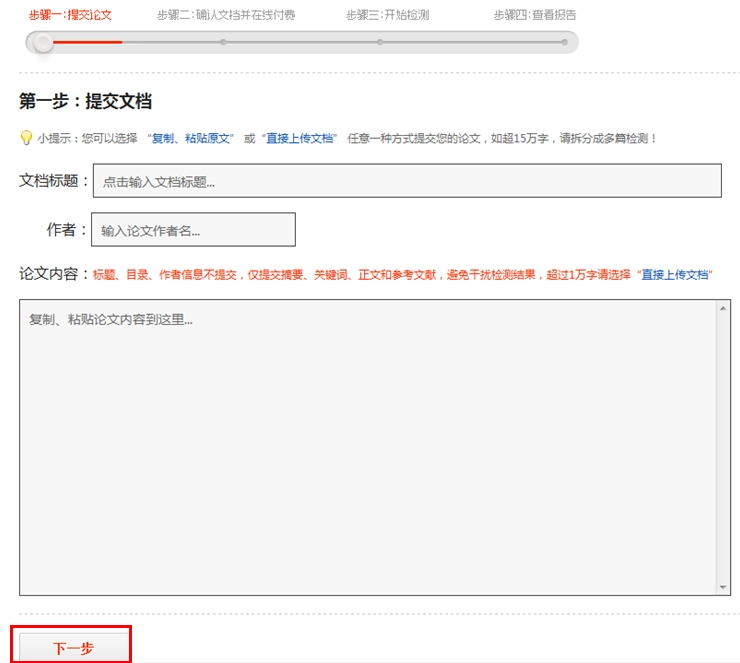 步骤一:提交论文 步骤二:确认文档并在线付费 步骤三:开始检测 步骤四:查看报告
第一步：提交文档
小提示：您可以选择 “复制、粘贴原文” 或“直接上传文档” 任意一种方式提交您的论文，如超15万字，请拆分成多篇检测！
文档标题： 点击输入文档标题...
作者： 输入论文作者名...
论文内容：标题、目录、作者信息不提交，仅提交摘要、关键词、正文和参考文献，避免干扰检测结果，超过1万字请选择“直接上传文档”
复制、粘贴论文内容到这里...
下一步